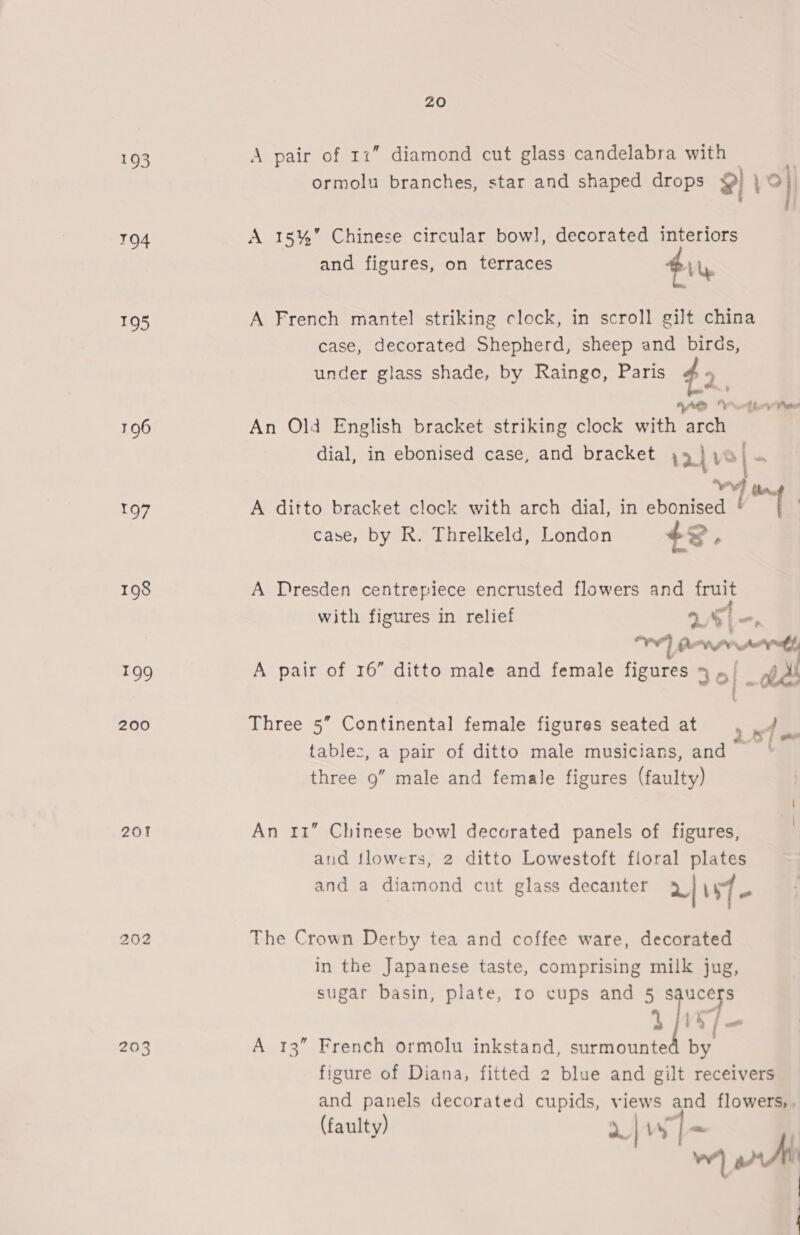 20
193 A pair of 11" diamond cut glass candelabra with
ormolu branches, star and shaped drops
194 A 15½" Chinese circular bowl, decorated interiors
and figures, on terraces
195 A French mantel striking clock, in scroll gilt china
case, decorated Shepherd, sheep and birds,
under glass shade, by Raingo, Paris
196 An Old English bracket striking clock with arch
dial, in ebonised case, and bracket 12/10/-
197 A ditto bracket clock with arch dial, in ebonised
case, by R. Threlkeld, London
198 A Dresden centrepiece encrusted flowers and fruit
with figures in relief
199 A pair of 16" ditto male and female figures
200 Three 5" Continental female figures seated at
tables, a pair of ditto male musicians, and
three 9" male and female figures (faulty)
201 An 11" Chinese bowl decorated panels of figures,
and flowers, 2 ditto Lowestoft floral plates
and a diamond cut glass decanter 2/15/-
202 The Crown Derby tea and coffee ware, decorated
in the Japanese taste, comprising milk jug,
sugar basin, plate, 10 cups and 5 saucers
203 A 13" French ormolu inkstand, surmounted by
figure of Diana, fitted 2 blue and gilt receivers
and panels decorated cupids, views and flowers,
(faulty) 2/15/-